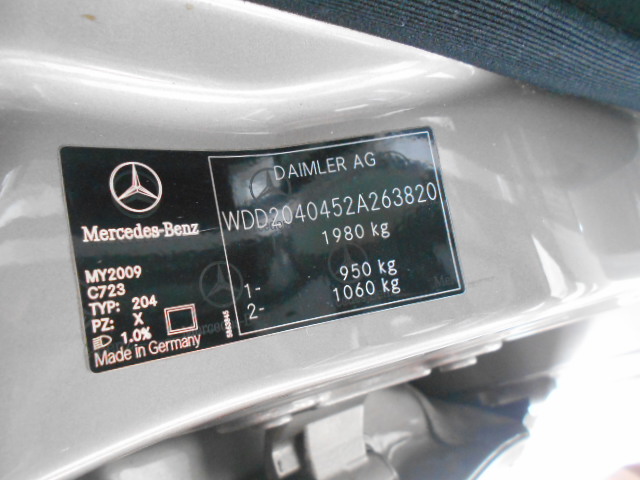 Mercedes-Benz
MY2009
C723
TYP: 204
PZ: X
1.0%
Made in Germany
DAIMLER AG
WDD2040452A263820
1980 kg
1- 950 kg
2- 1060 kg